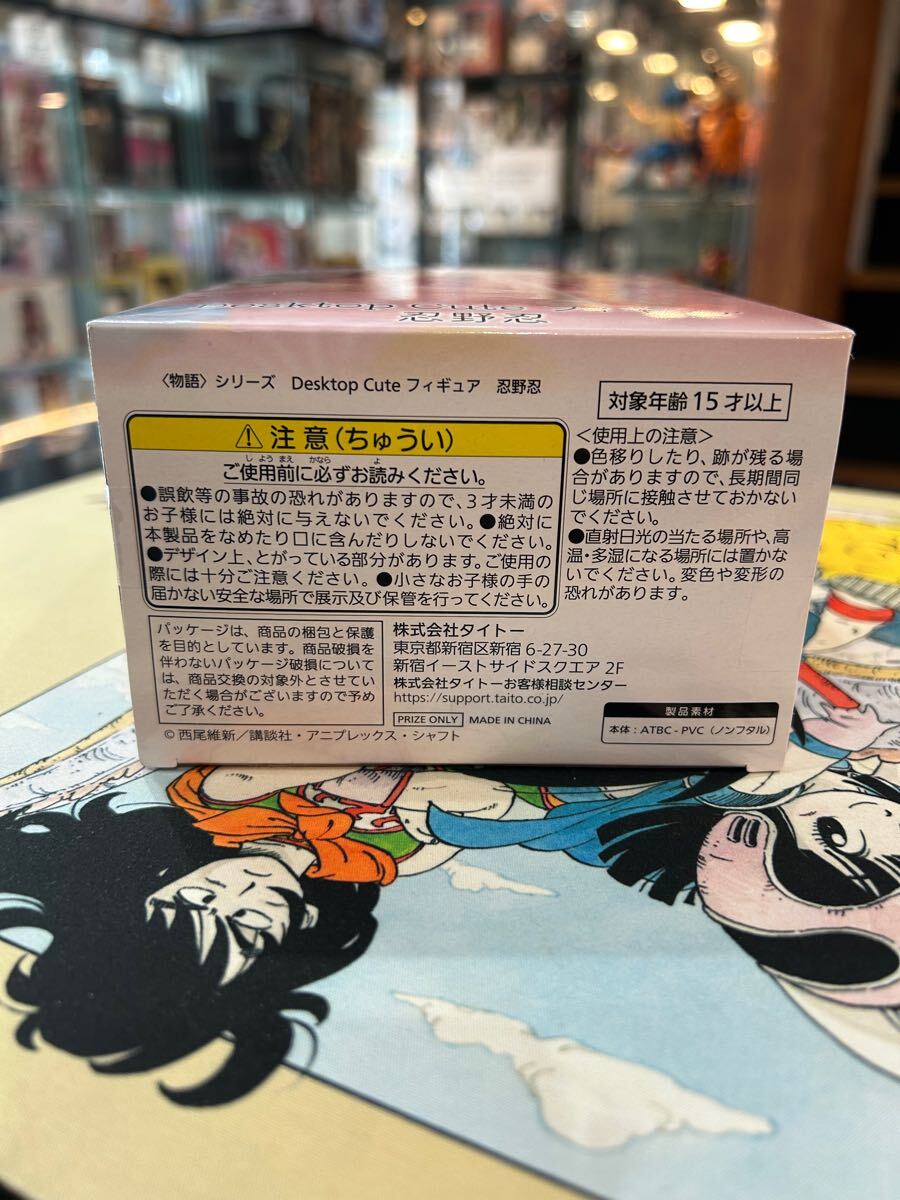 Desktop Cute
忍野忍
〈物語〉シリーズ Desktop Cute フィギュア 忍野忍
対象年齢15才以上
⚠注意(ちゅうい)
しようまえ かなら よ
ご使用前に必ずお読みください。
●誤飲等の事故の恐れがありますので、3才未満の
お子様には絶対に与えないでください。●絶対に
本製品をなめたり口に含んだりしないでください。
●デザイン上、とがっている部分があります。ご使用の
際には十分ご注意ください。●小さなお子様の手の
届かない安全な場所で展示及び保管を行ってください。
＜使用上の注意＞
●色移りしたり、跡が残る場
合がありますので、長期間同
じ場所に接触させておかない
でください。
●直射日光の当たる場所や、高
温・多湿になる場所には置かな
いでください。変色や変形の
恐れがあります。
パッケージは、商品の梱包と保護
を目的としています。商品破損を
伴わないパッケージ破損について
は、商品交換の対象外とさせてい
ただく場合がございますので予め
ご了承ください。
株式会社タイトー
東京都新宿区新宿 6-27-30
新宿イーストサイドスクエア 2F
株式会社タイトーお客様相談センター
https://support.taito.co.jp/
PRIZE ONLY MADE IN CHINA
製品素材
本体：ATBC-PVC（ノンフタル）
©西尾維新／講談社・アニプレックス・シャフト